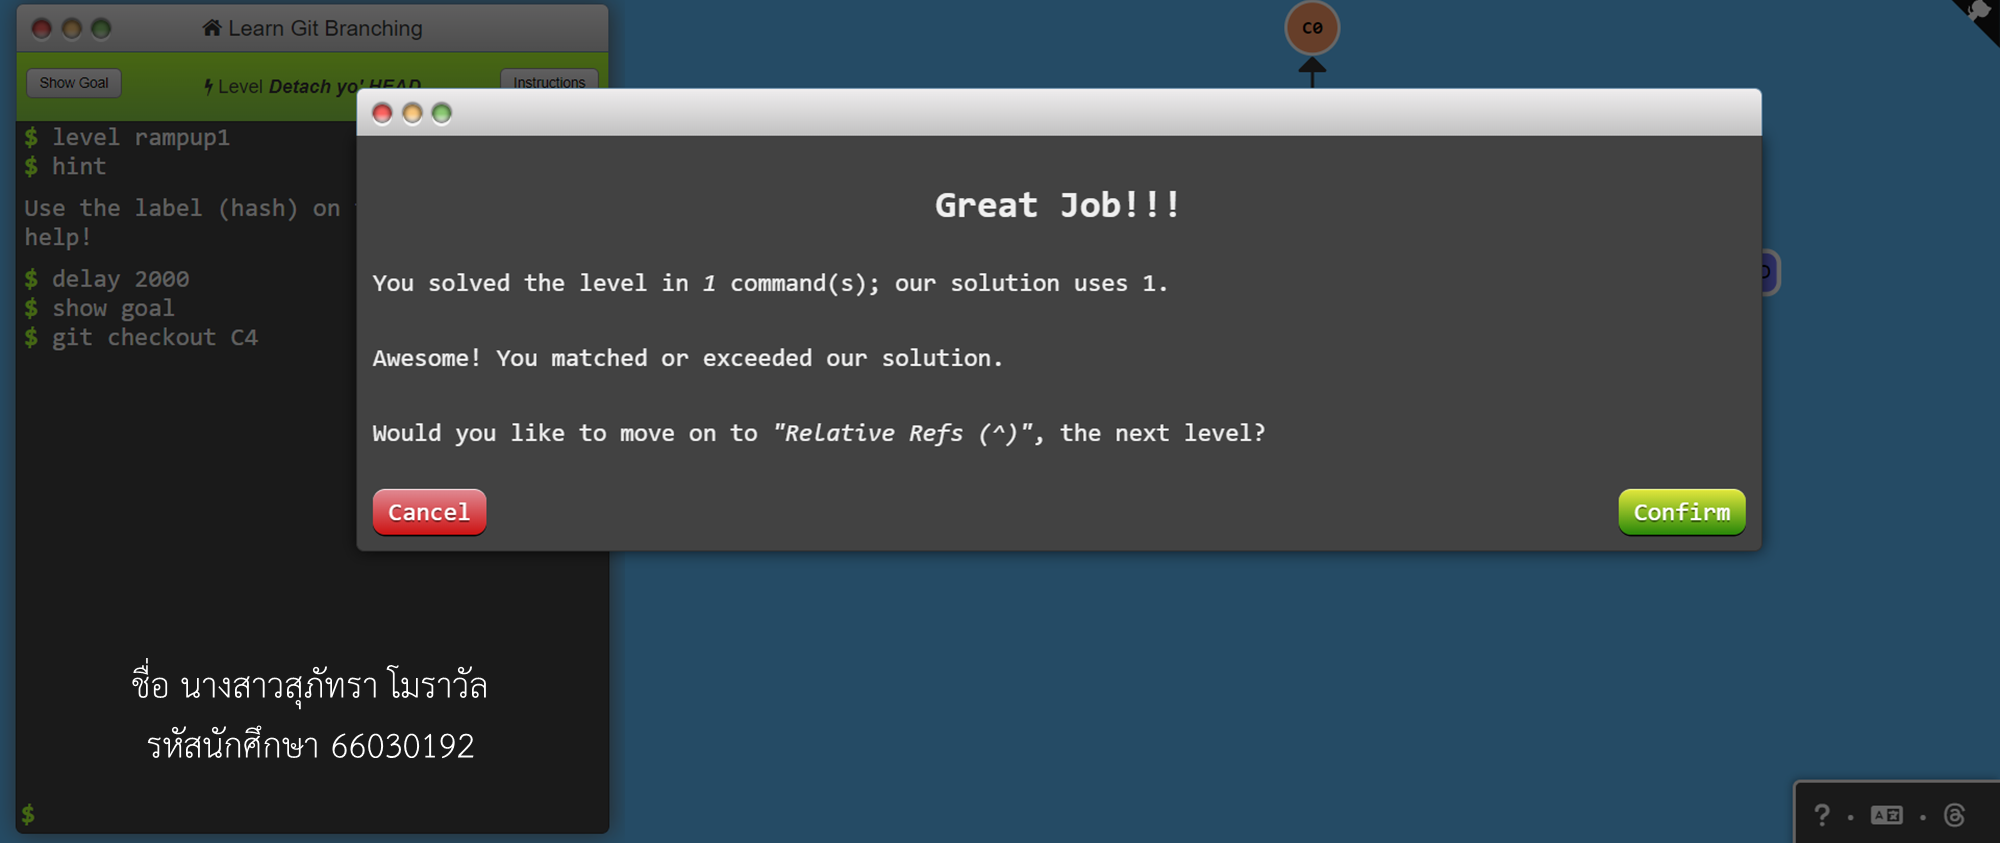 Learn Git Branching
Show Goal
Level Detach yo' HEAD
Instructions
$ level rampup1
$ hint
Use the label (hash) on
help!
$ delay 2000
$ show goal
$ git checkout C4
$
C0
Great Job!!!
You solved the level in 1 command(s); our solution uses 1.
Awesome! You matched or exceeded our solution.
Would you like to move on to "Relative Refs (^)", the next level?
Cancel
Confirm
ชื่อ นางสาวสุภัทรา โมราวัล
รหัสนักศึกษา 66030192